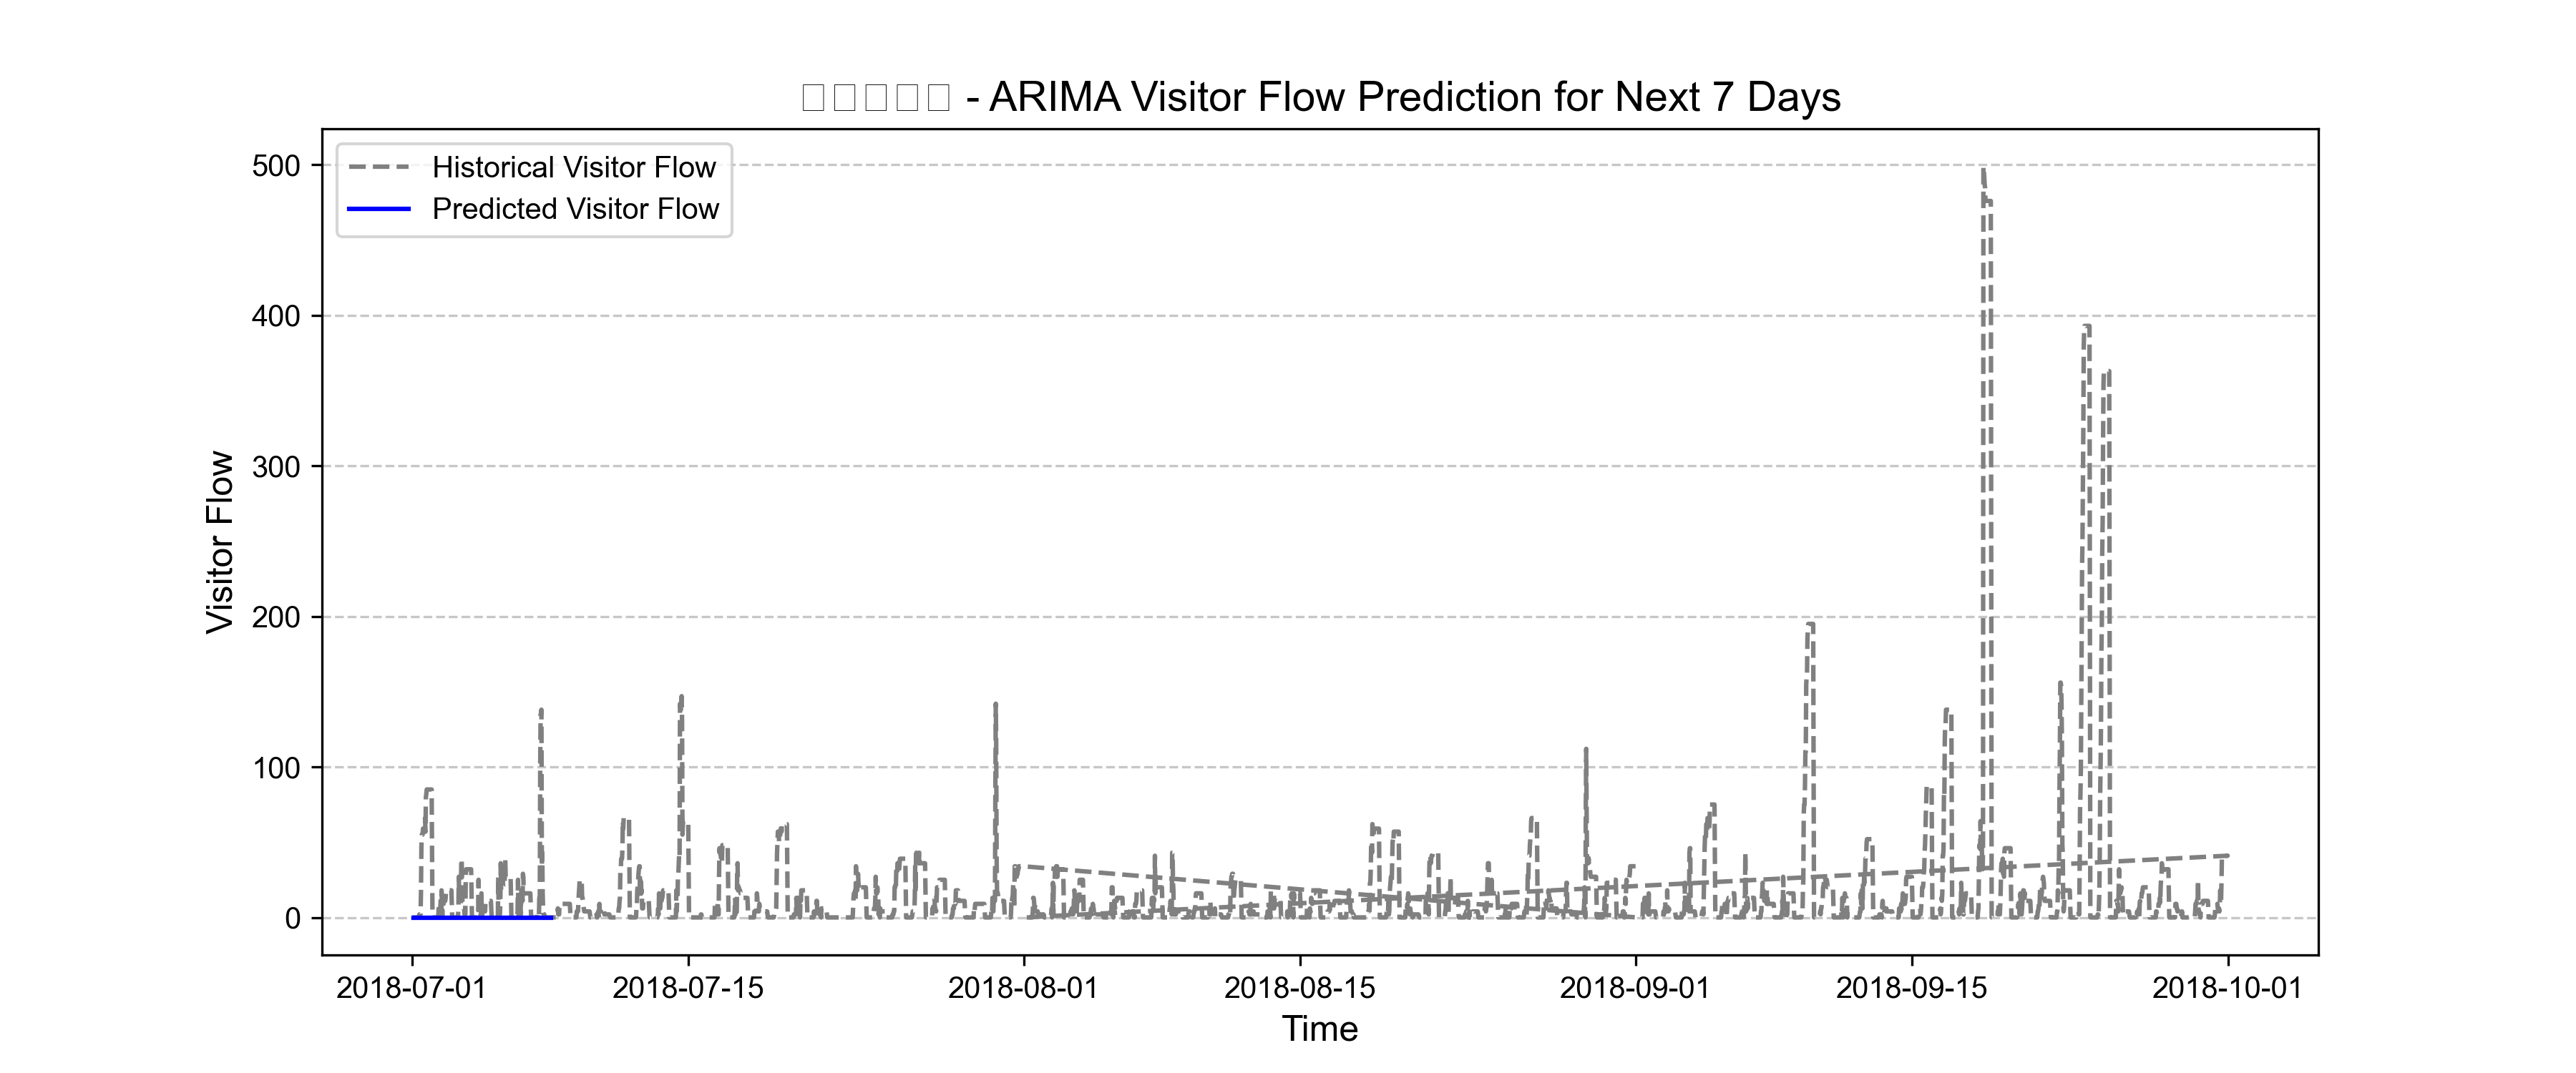 - ARIMA Visitor Flow Prediction for Next 7 Days
Historical Visitor Flow
Predicted Visitor Flow
Visitor Flow
500
400
300
200
100
0
2018-07-01 2018-07-15 2018-08-01 2018-08-15 2018-09-01 2018-09-15 2018-10-01
Time